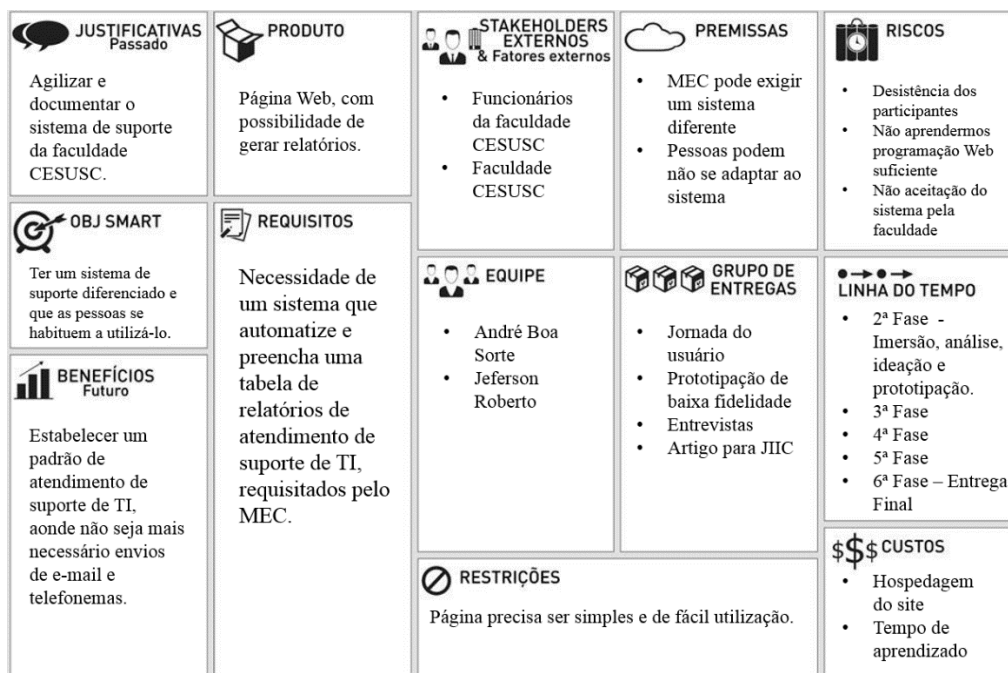 JUSTIFICATIVAS
Passado
Agilizar e
documentar o
sistema de suporte
da faculdade
CESUSC.
OBJ SMART
Ter um sistema de
suporte diferenciado e
que as pessoas se
habituem a utilizá-lo.
BENEFÍCIOS
Futuro
Estabelecer um
padrão de
atendimento de
suporte de TI,
aonde não seja mais
necessário envios
de e-mail e
telefonemas.
PRODUTO
Página Web, com
possibilidade de
gerar relatórios.
REQUISITOS
Necessidade de
um sistema que
automatize e
preencha uma
tabela de
relatórios de
atendimento de
suporte de TI,
requisitados pelo
MEC.
STAKEHOLDERS
EXTERNOS
& Fatores externos
• Funcionários
da faculdade
CESUSC
• Faculdade
CESUSC
EQUIPE
• André Boa
Sorte
• Jeferson
Roberto
PREMISSAS
• MEC pode exigir
um sistema
diferente
• Pessoas podem
não se adaptar ao
sistema
GRUPO DE
ENTREGAS
• Jornada do
usuário
• Prototipação de
baixa fidelidade
• Entrevistas
• Artigo para JIIC
RESTRIÇÕES
Página precisa ser simples e de fácil utilização.
RISCOS
• Desistência dos
participantes
• Não aprendermos
programação Web
suficiente
• Não aceitação do
sistema pela
faculdade
LINHA DO TEMPO
• 2ª Fase -
Imersão, análise,
ideação e
prototipação.
• 3ª Fase
• 4ª Fase
• 5ª Fase
• 6ª Fase – Entrega
Final
$$$ CUSTOS
• Hospedagem
do site
• Tempo de
aprendizado